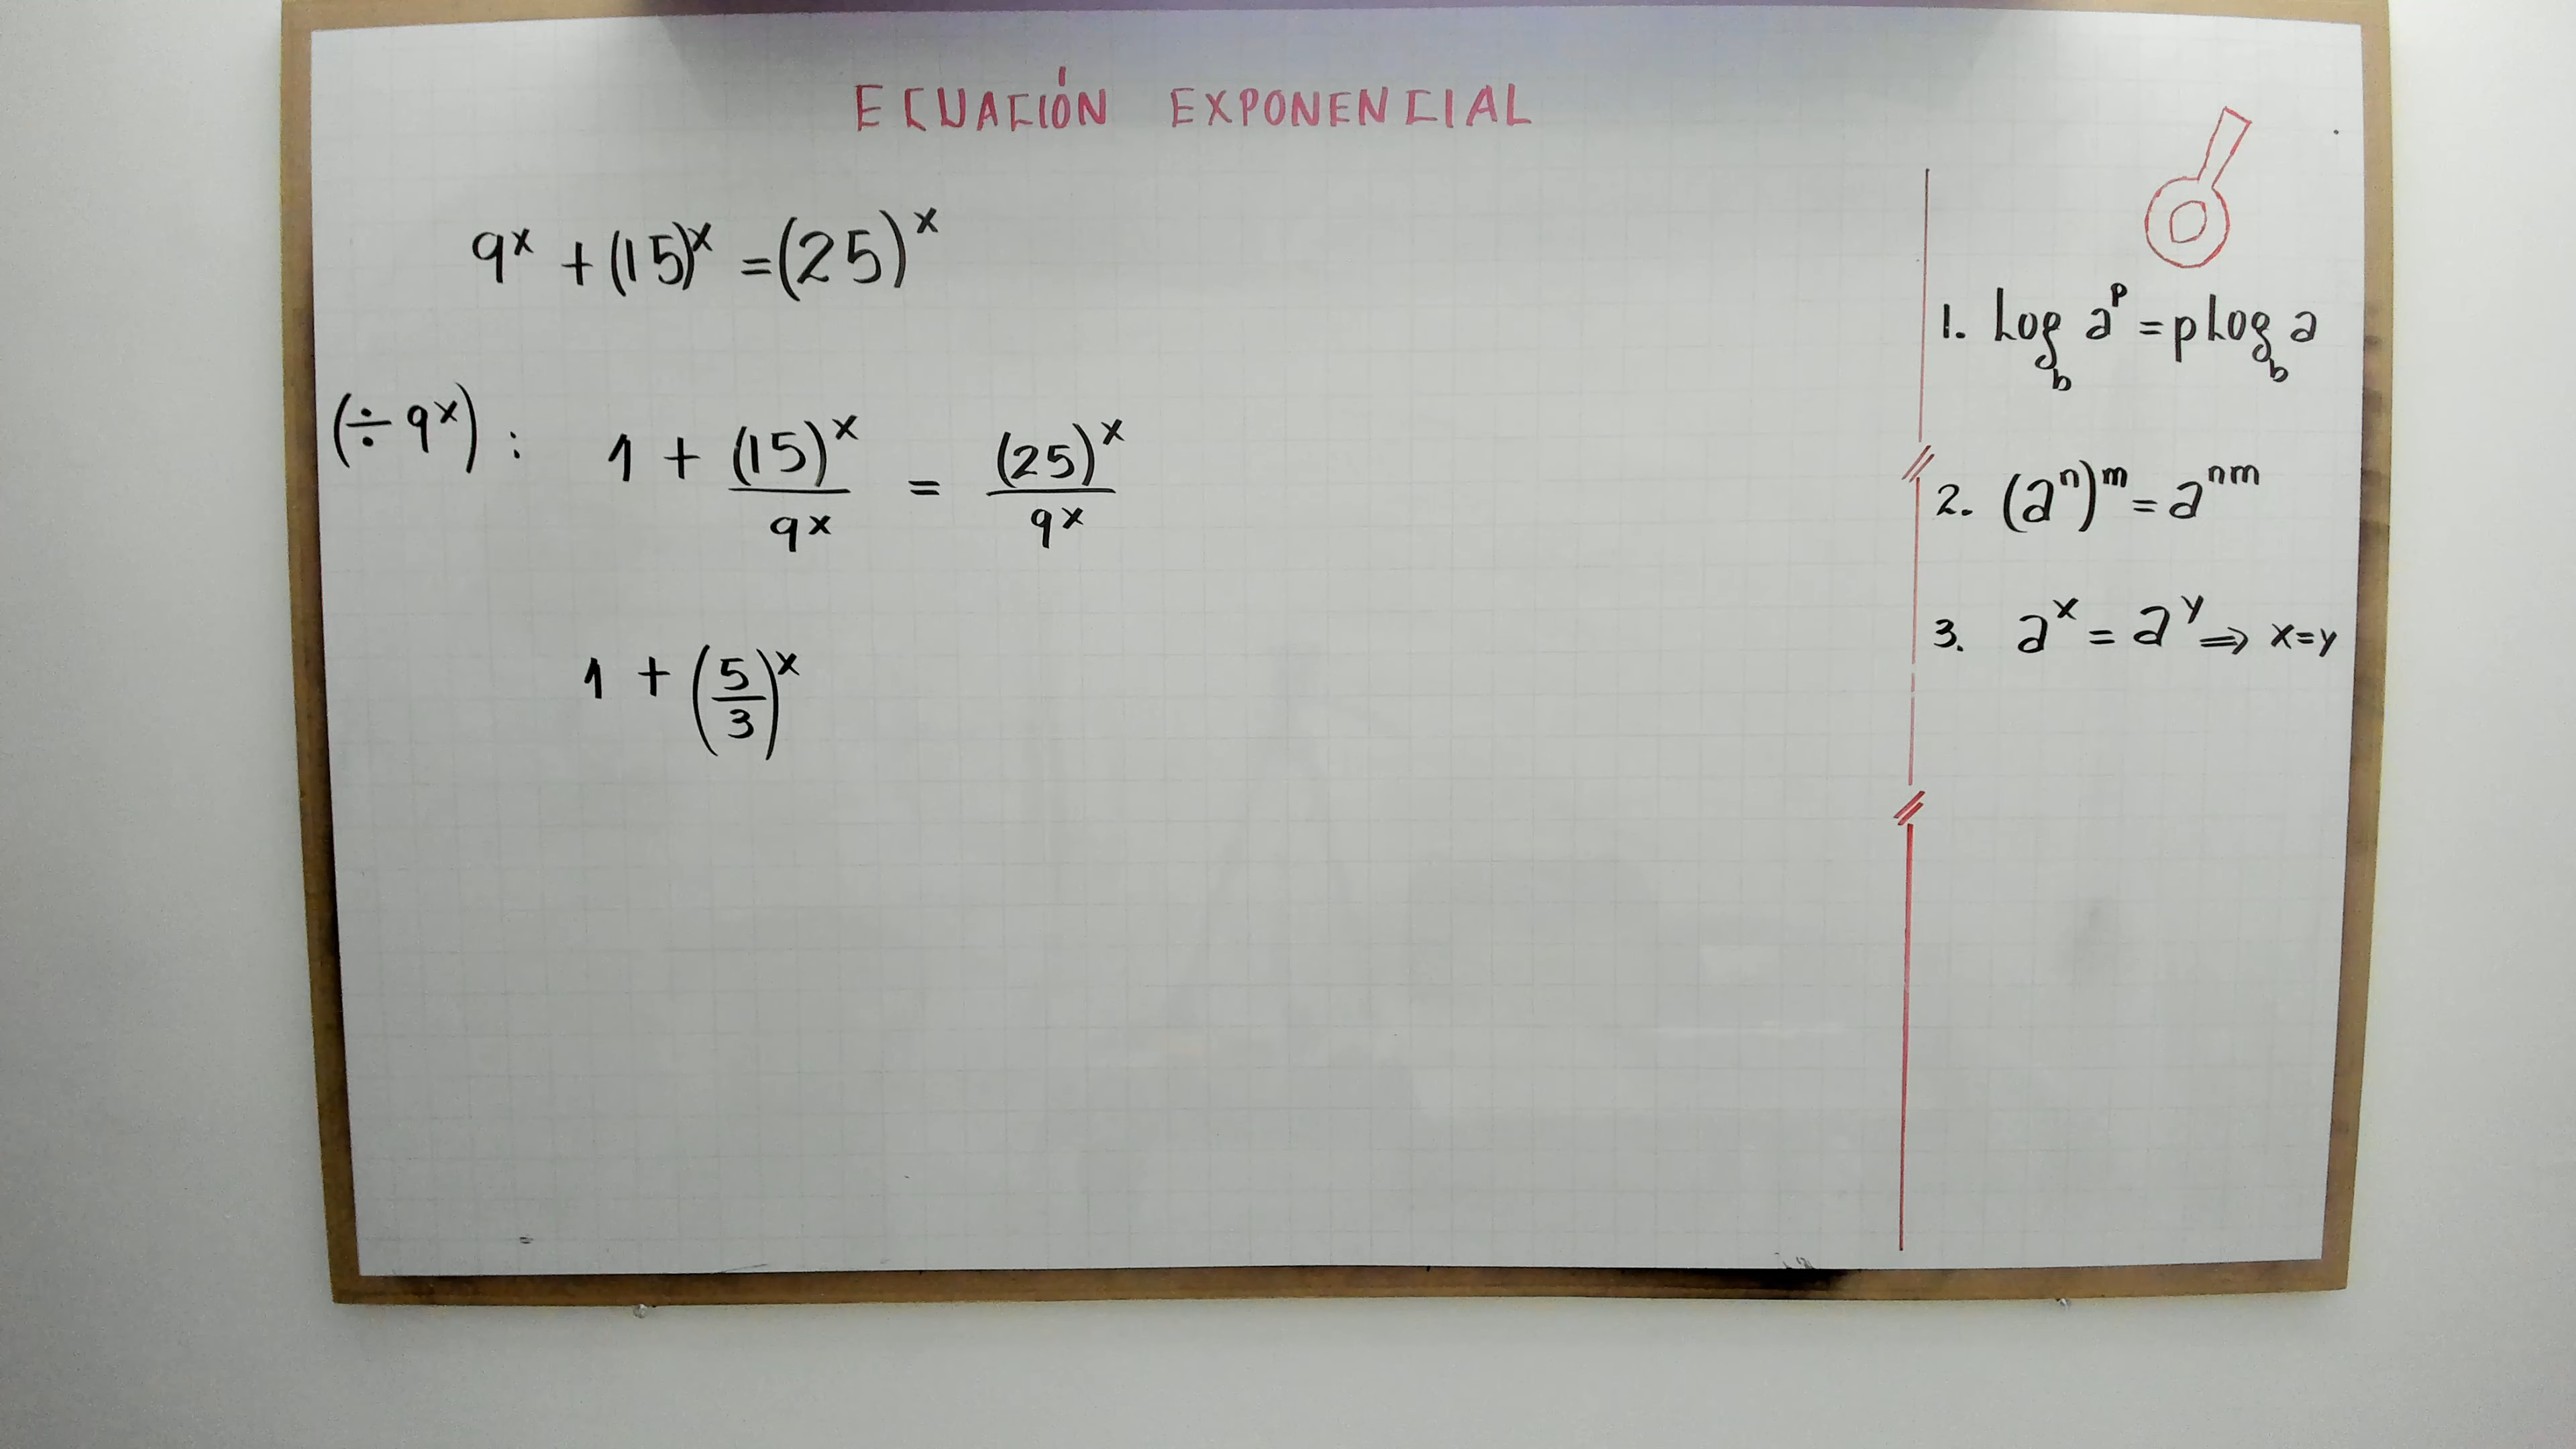 ECUACIÓN EXPONENCIAL
9^x + (15)^x = (25)^x
(÷ 9^x) : 1 + (15)^x / 9^x = (25)^x / 9^x
1 + (5/3)^x
1. Log_b a^p = p Log_b a
2. (a^n)^m = a^nm
3. a^x = a^y ⇒ x=y